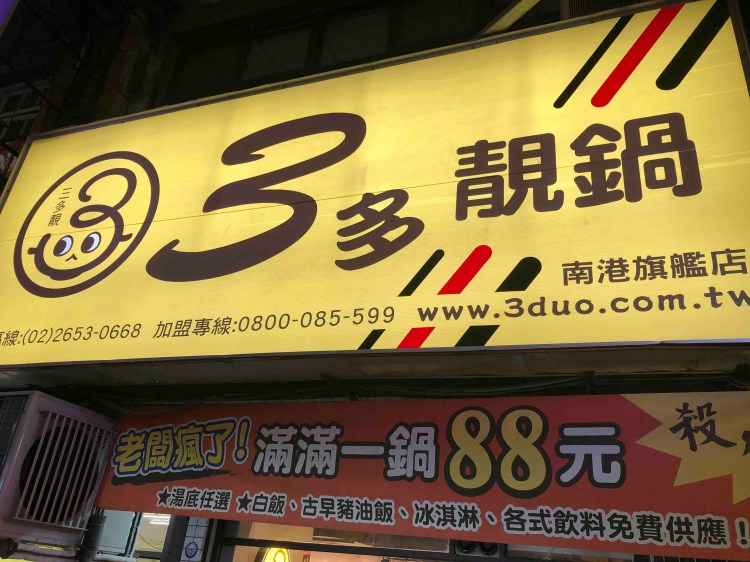 三多靚
3多靚鍋
南港旗艦店
專線:(02)2653-0668 加盟專線:0800-085-599 www.3duo.com.tw
老闆瘋了!滿滿一鍋88元
殺
★湯底任選 ★白飯、古早豬油飯、冰淇淋、各式飲料免費供應!